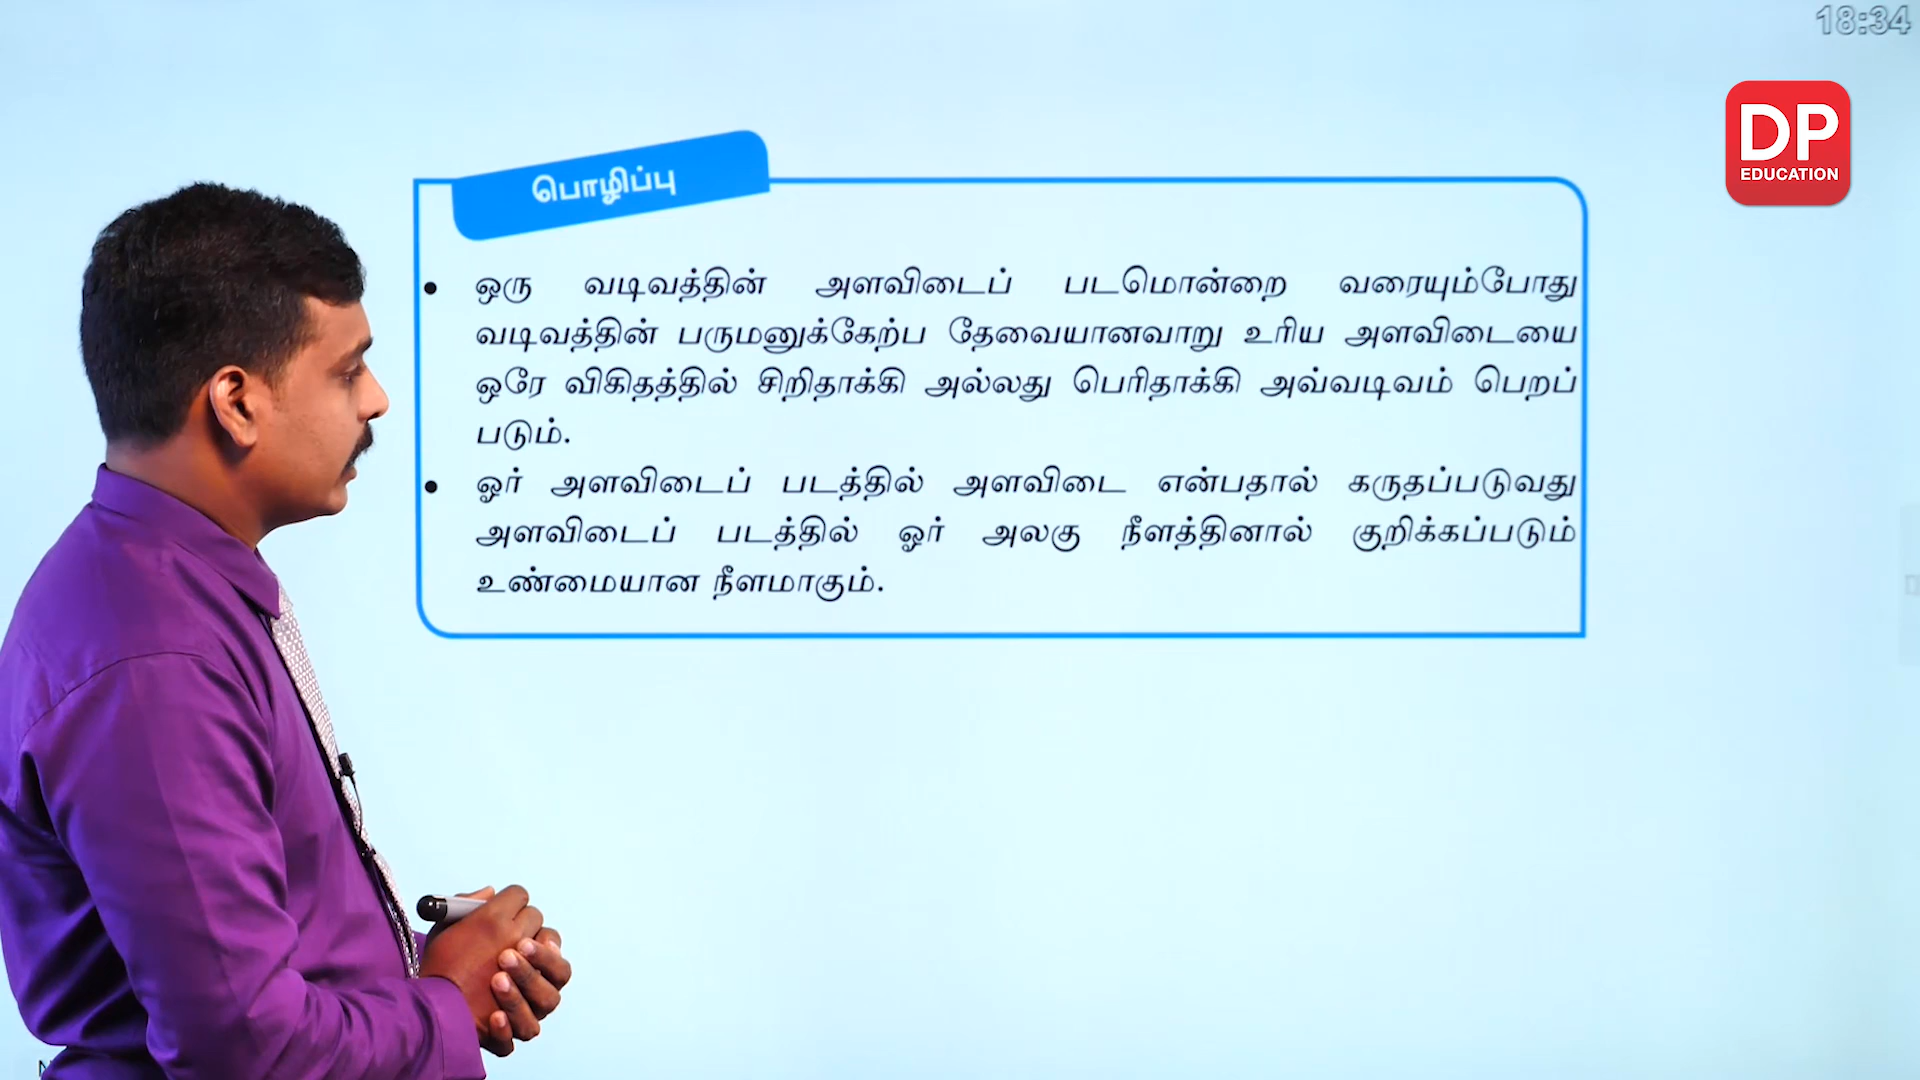 18:34
DP
EDUCATION
பொழிப்பு
• ஒரு வடிவத்தின் அளவிடைப் படமொன்றை வரையும்போது
வடிவத்தின் பருமனுக்கேற்ப தேவையானவாறு உரிய அளவிடையை
ஒரே விகிதத்தில் சிறிதாக்கி அல்லது பெரிதாக்கி அவ்வடிவம் பெறப்
படும்.
• ஓர் அளவிடைப் படத்தில் அளவிடை என்பதால் கருதப்படுவது
அளவிடைப் படத்தில் ஓர் அலகு நீளத்தினால் குறிக்கப்படும்
உண்மையான நீளமாகும்.